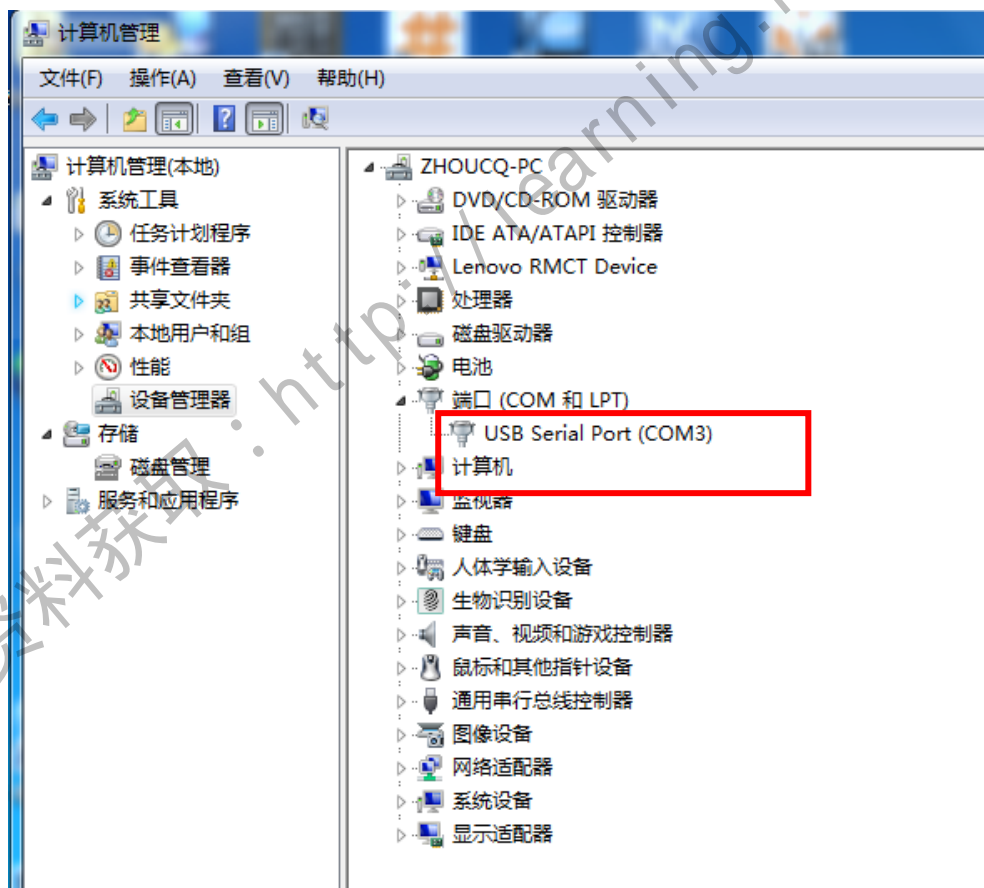 计算机管理
文件(F) 操作(A) 查看(V) 帮助(H)
计算机管理(本地)
系统工具
任务计划程序
事件查看器
共享文件夹
本地用户和组
性能
设备管理器
存储
磁盘管理
服务和应用程序
ZHOUCQ-PC
DVD/CD-ROM 驱动器
IDE ATA/ATAPI 控制器
Lenovo RMCT Device
处理器
磁盘驱动器
电池
端口 (COM 和 LPT)
USB Serial Port (COM3)
计算机
监视器
键盘
人体学输入设备
生物识别设备
声音、视频和游戏控制器
鼠标和其他指针设备
通用串行总线控制器
图像设备
网络适配器
系统设备
显示适配器
资料获取：http://learning.